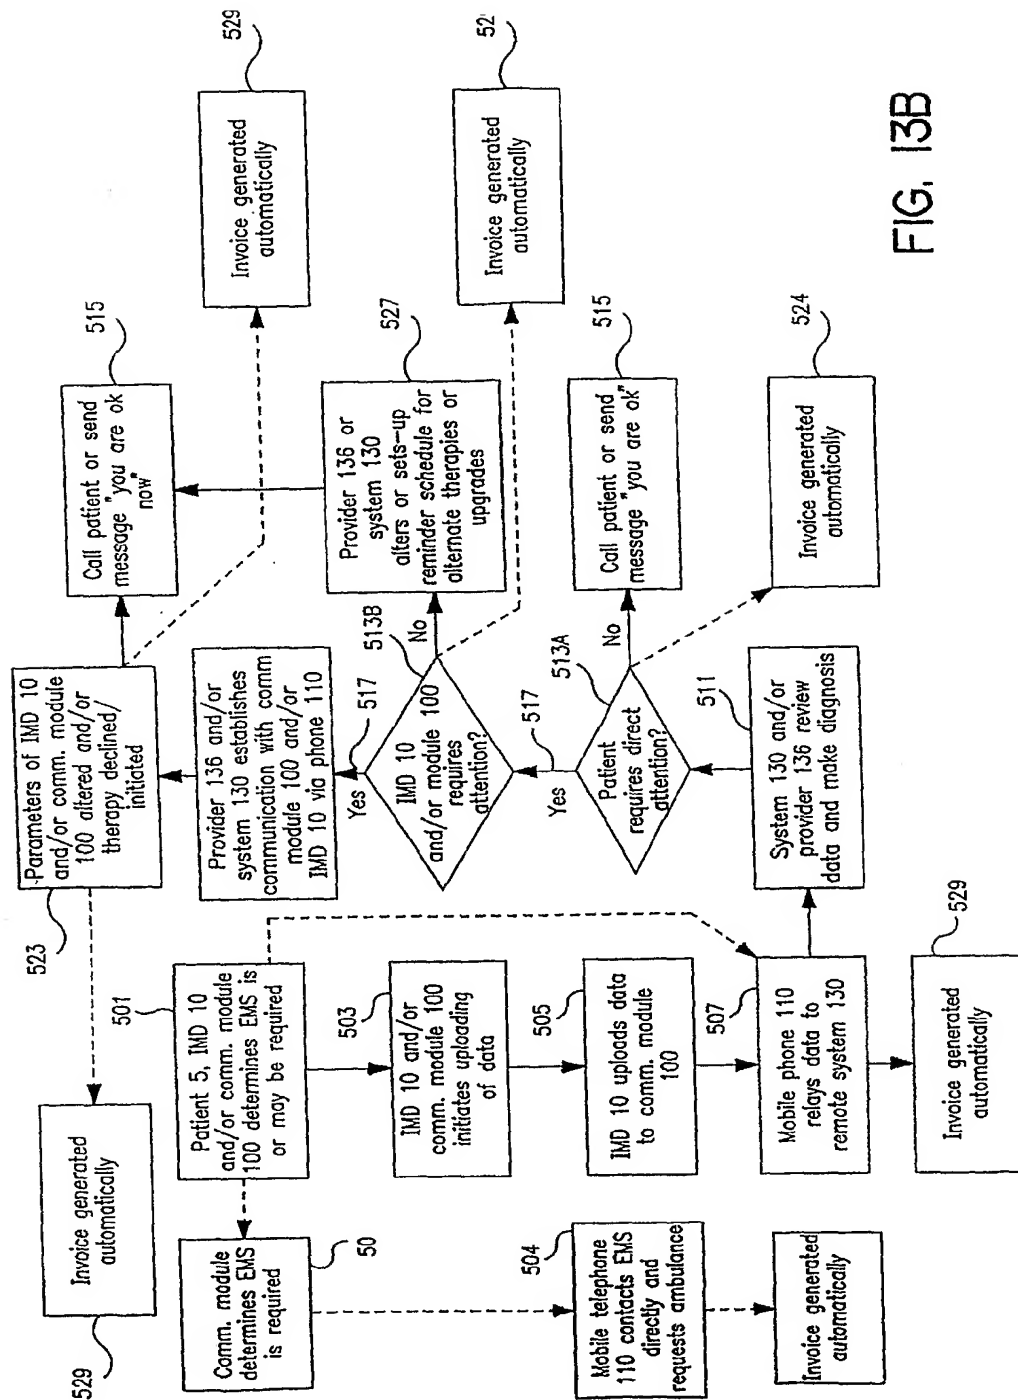 529
Invoice generated
automatically
523
Parameters of IMD 10
and/or comm. module
100 altered and/or
therapy declined/
initiated
515
Call patient or send
message "you are ok
now"
529
Invoice generated
automatically
501
Patient 5, IMD 10
and/or comm. module
100 determines EMS is
or may be required
Provider 136 and/or
system 130 establishes
communication with comm
module 100 and/or
IMD 10 via phone 110
517
Yes
513B
IMD 10
and/or module 100
requires
attention?
No
527
Provider 136 or
system 130
alters or sets-up
reminder schedule for
alternate therapies or
upgrades
52
Invoice generated
automatically
50
Comm. module
determines EMS
is required
503
IMD 10 and/or
comm. module 100
initiates uploading
of data
517
Yes
513A
Patient
requires direct
attention?
No
515
Call patient or send
message "you are ok"
505
IMD 10 uploads data
to comm. module
100
524
Invoice generated
automatically
504
Mobile telephone
110 contacts EMS
directly and
requests ambulance
507
Mobile phone 110
relays data to
remote system 130
511
System 130 and/or
provider 136 review
data and make diagnosis
529
Invoice generated
automatically
Invoice generated
automatically
FIG. 13B